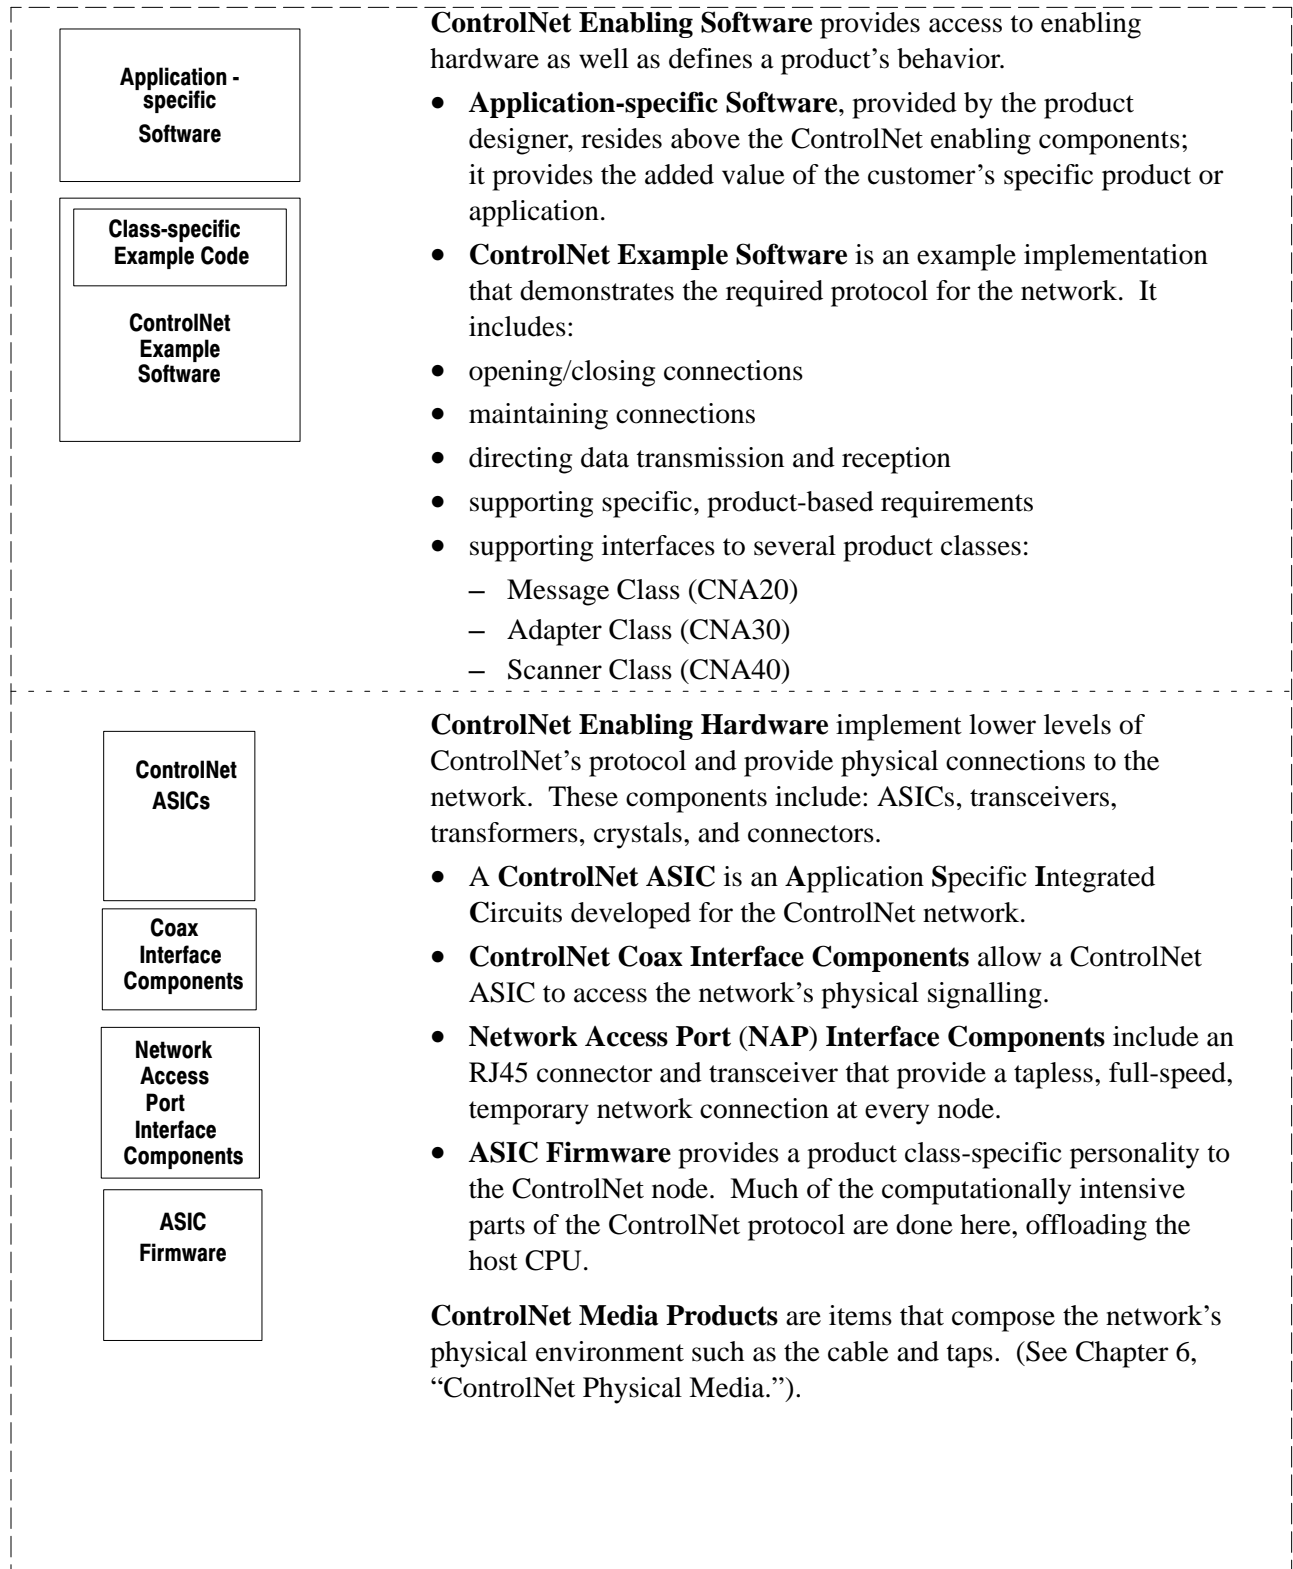 Application -
specific
Software
Class-specific
Example Code
ControlNet
Example
Software
ControlNet Enabling Software provides access to enabling
hardware as well as defines a product’s behavior.
• Application-specific Software, provided by the product
designer, resides above the ControlNet enabling components;
it provides the added value of the customer’s specific product or
application.
• ControlNet Example Software is an example implementation
that demonstrates the required protocol for the network. It
includes:
• opening/closing connections
• maintaining connections
• directing data transmission and reception
• supporting specific, product-based requirements
• supporting interfaces to several product classes:
– Message Class (CNA20)
– Adapter Class (CNA30)
– Scanner Class (CNA40)
ControlNet
ASICs
Coax
Interface
Components
Network
Access
Port
Interface
Components
ASIC
Firmware
ControlNet Enabling Hardware implement lower levels of
ControlNet’s protocol and provide physical connections to the
network. These components include: ASICs, transceivers,
transformers, crystals, and connectors.
• A ControlNet ASIC is an Application Specific Integrated
Circuits developed for the ControlNet network.
• ControlNet Coax Interface Components allow a ControlNet
ASIC to access the network’s physical signalling.
• Network Access Port (NAP) Interface Components include an
RJ45 connector and transceiver that provide a tapless, full-speed,
temporary network connection at every node.
• ASIC Firmware provides a product class-specific personality to
the ControlNet node. Much of the computationally intensive
parts of the ControlNet protocol are done here, offloading the
host CPU.
ControlNet Media Products are items that compose the network’s
physical environment such as the cable and taps. (See Chapter 6,
“ControlNet Physical Media.”).